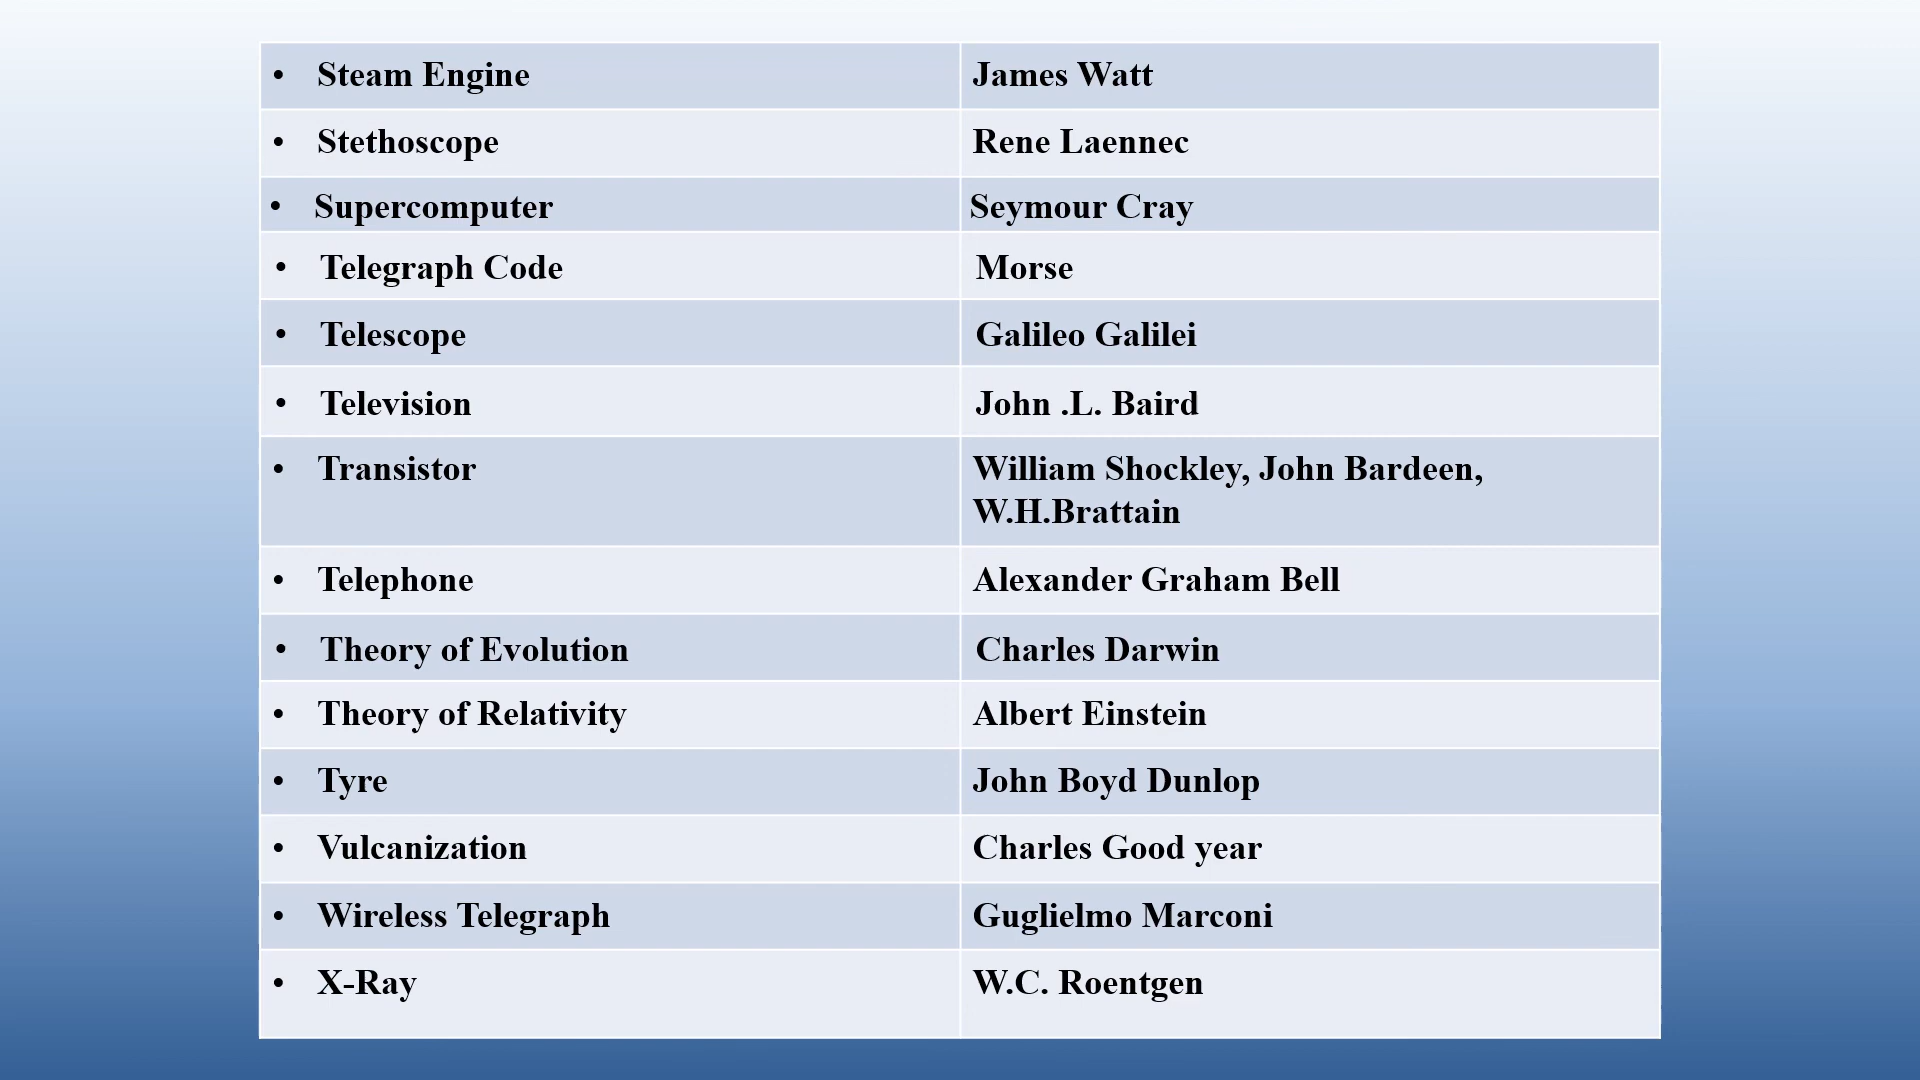 • Steam Engine James Watt
• Stethoscope Rene Laennec
• Supercomputer Seymour Cray
• Telegraph Code Morse
• Telescope Galileo Galilei
• Television John .L. Baird
• Transistor William Shockley, John Bardeen,
W.H.Brattain
• Telephone Alexander Graham Bell
• Theory of Evolution Charles Darwin
• Theory of Relativity Albert Einstein
• Tyre John Boyd Dunlop
• Vulcanization Charles Good year
• Wireless Telegraph Guglielmo Marconi
• X-Ray W.C. Roentgen